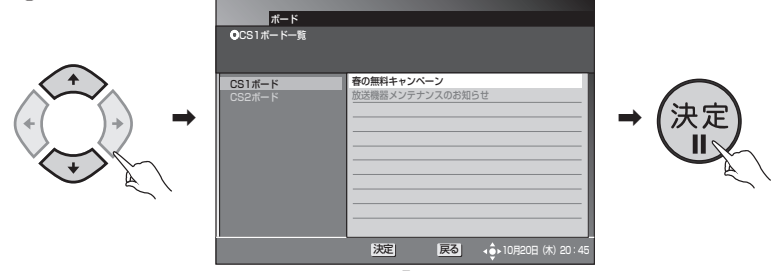 ボード
CS1ボード一覧
CS1ボード
CS2ボード
春の無料キャンペーン
放送機器メンテナンスのお知らせ
決定
戻る
10月20日 (木) 20:45
決定